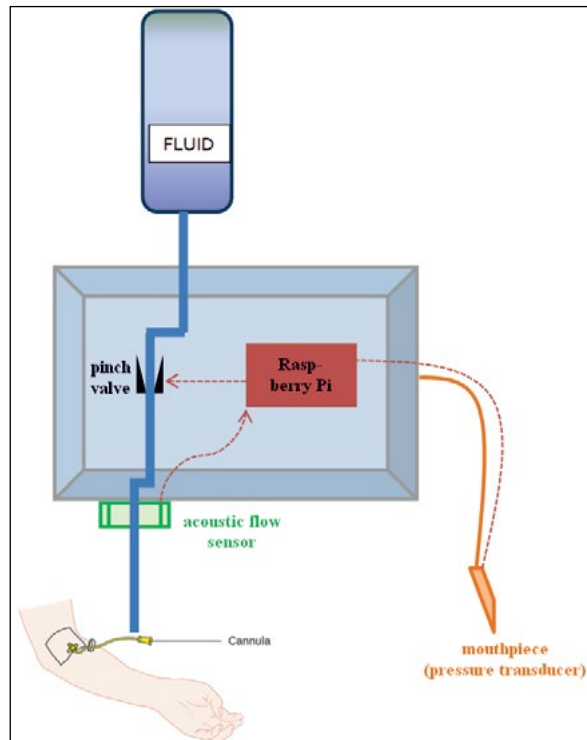 FLUID
pinch
valve
Rasp-
berry Pi
acoustic flow
sensor
Cannula
mouthpiece
(pressure transducer)